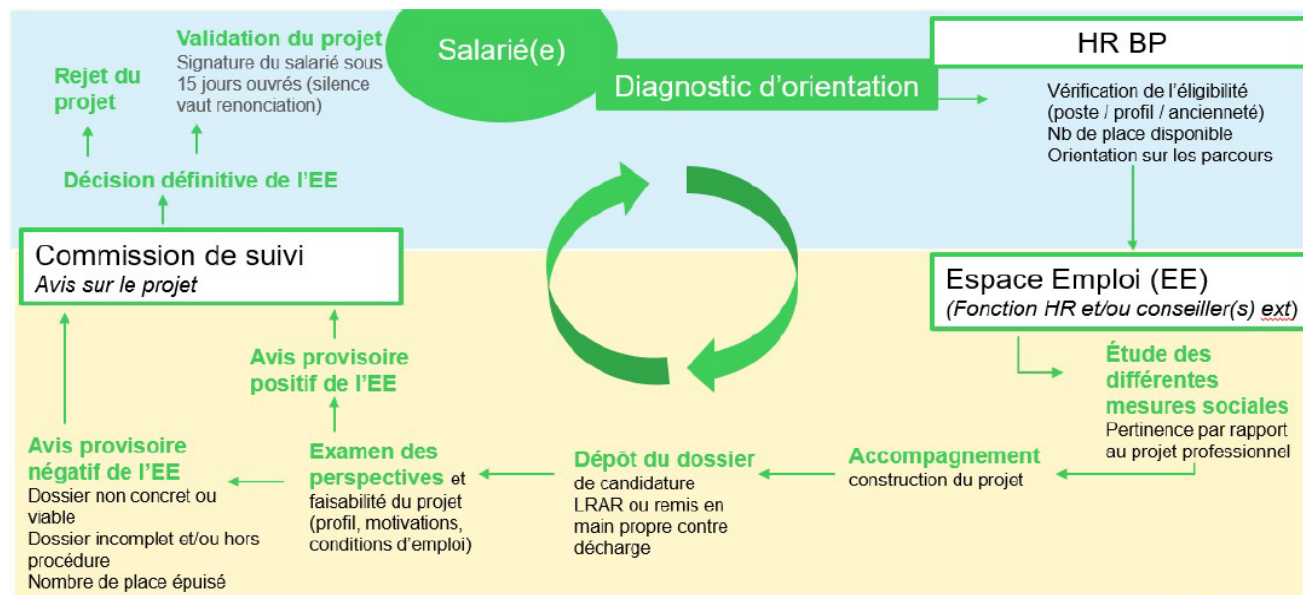 Salarié(e)
Diagnostic d'orientation
HR BP
Vérification de l'éligibilité
(poste / profil / ancienneté)
Nb de place disponible
Orientation sur les parcours
Espace Emploi (EE)
(Fonction HR et/ou conseiller(s) ext)
Étude des
différentes
mesures sociales
Pertinence par rapport
au projet professionnel
Accompagnement
construction du projet
Dépôt du dossier
de candidature
LRAR ou remis en
main propre contre
décharge
Examen des
perspectives et
faisabilité du projet
(profil, motivations,
conditions d'emploi)
Avis provisoire
positif de l'EE
Avis provisoire
négatif de l'EE
Dossier non concret ou
viable
Dossier incomplet et/ou hors
procédure
Nombre de place épuisé
Commission de suivi
Avis sur le projet
Décision définitive de l'EE
Rejet du
projet
Validation du projet
Signature du salarié sous
15 jours ouvrés (silence
vaut renonciation)